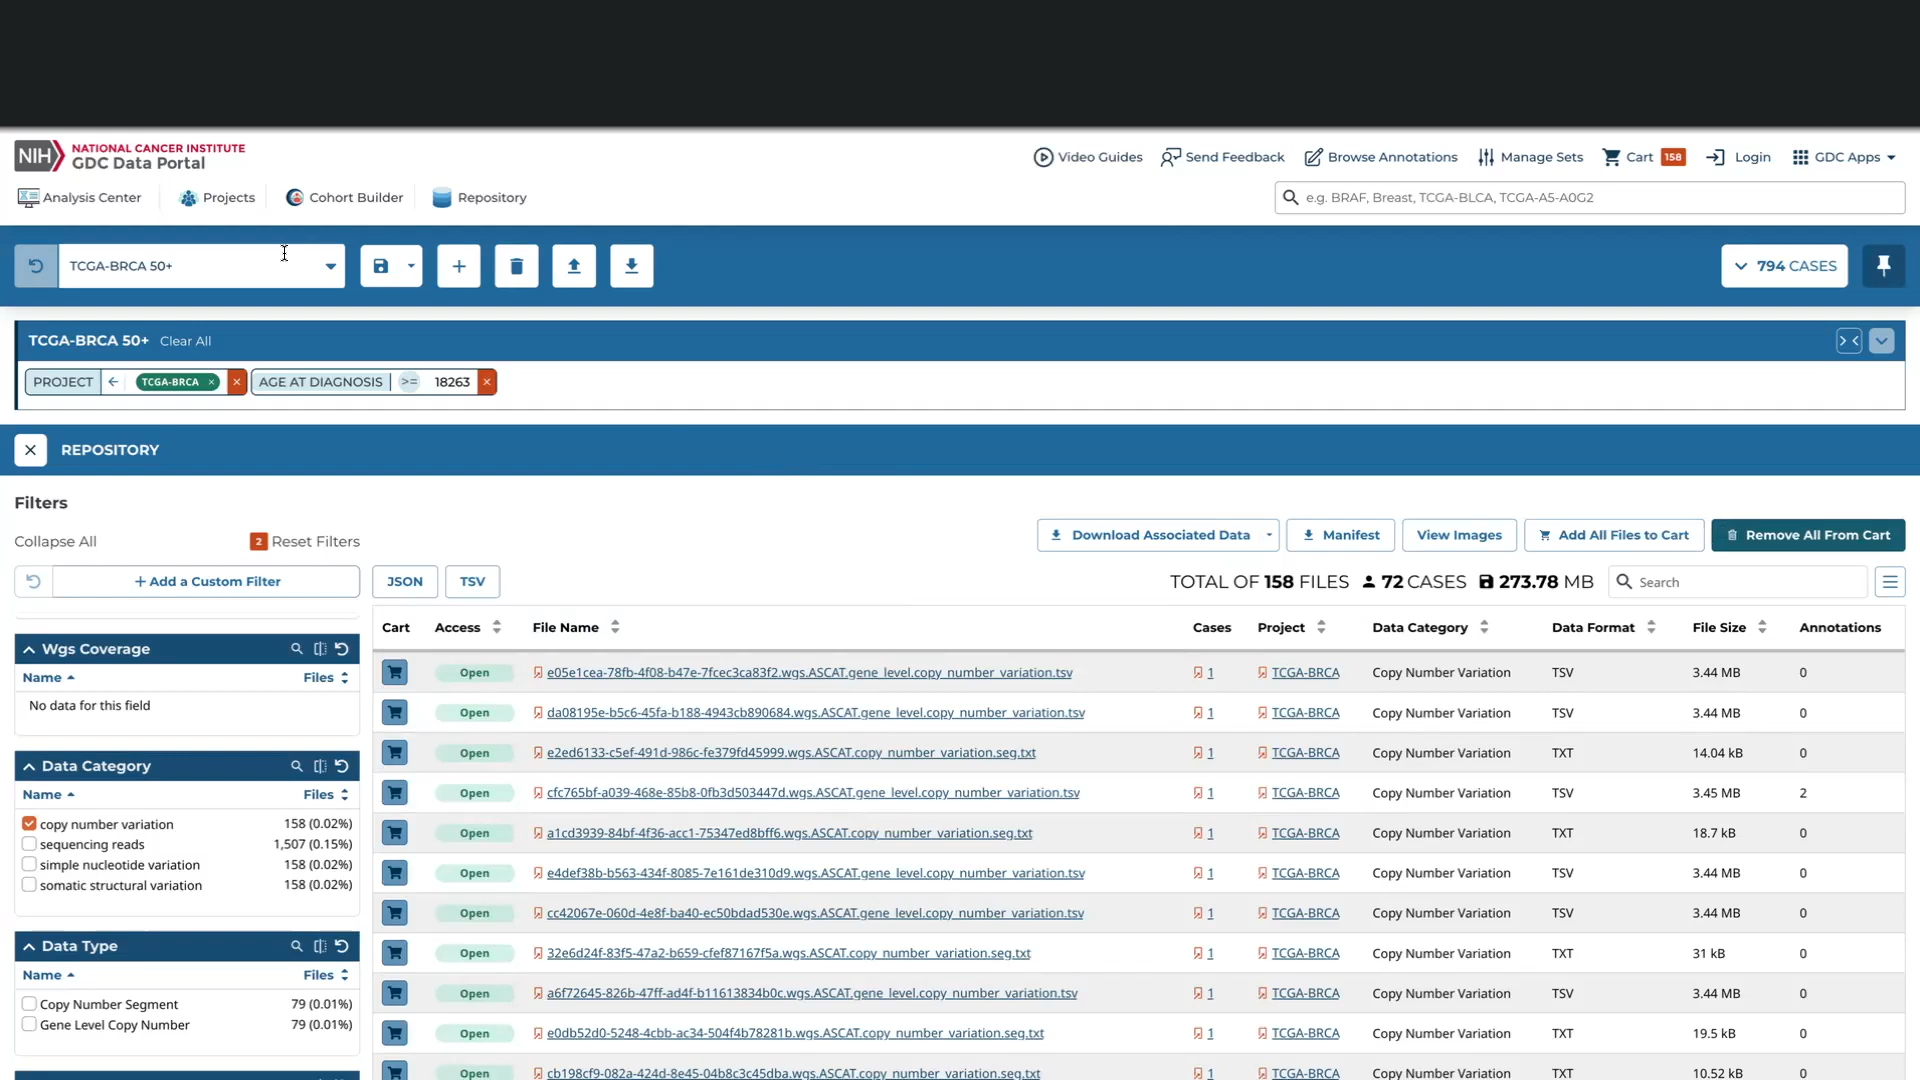 NIH NATIONAL CANCER INSTITUTE
GDC Data Portal
Video Guides Send Feedback Browse Annotations Manage Sets Cart 158 Login GDC Apps
Analysis Center Projects Cohort Builder Repository
e.g. BRAF, Breast, TCGA-BLCA, TCGA-A5-A0G2
TCGA-BRCA 50+
794 CASES
TCGA-BRCA 50+ Clear All
PROJECT TCGA-BRCA AGE AT DIAGNOSIS >= 18263
REPOSITORY
Filters
Collapse All 2 Reset Filters
Download Associated Data Manifest View Images Add All Files to Cart Remove All From Cart
+ Add a Custom Filter
JSON TSV
TOTAL OF 158 FILES 72 CASES 273.78 MB Search
Wgs Coverage
Name Files
No data for this field
Data Category
Name Files
copy number variation 158 (0.02%)
sequencing reads 1,507 (0.15%)
simple nucleotide variation 158 (0.02%)
somatic structural variation 158 (0.02%)
Data Type
Name Files
Copy Number Segment 79 (0.01%)
Gene Level Copy Number 79 (0.01%)
Cart Access File Name Cases Project Data Category Data Format File Size Annotations
Open e05e1cea-78fb-4f08-b47e-7fcec3ca83f2.wgs.ASCAT.gene_level.copy_number_variation.tsv 1 TCGA-BRCA Copy Number Variation TSV 3.44 MB 0
Open da08195e-b5c6-45fa-b188-4943cb890684.wgs.ASCAT.gene_level.copy_number_variation.tsv 1 TCGA-BRCA Copy Number Variation TSV 3.44 MB 0
Open e2ed6133-c5ef-491d-986c-fe379fd45999.wgs.ASCAT.copy_number_variation.seg.txt 1 TCGA-BRCA Copy Number Variation TXT 14.04 kB 0
Open cfc765bf-a039-468e-85b8-0fb3d503447d.wgs.ASCAT.gene_level.copy_number_variation.tsv 1 TCGA-BRCA Copy Number Variation TSV 3.45 MB 2
Open a1cd3939-84bf-4f36-acc1-75347ed8bff6.wgs.ASCAT.copy_number_variation.seg.txt 1 TCGA-BRCA Copy Number Variation TXT 18.7 kB 0
Open e4def38b-b563-434f-8085-7e161de310d9.wgs.ASCAT.gene_level.copy_number_variation.tsv 1 TCGA-BRCA Copy Number Variation TSV 3.44 MB 0
Open cc42067e-060d-4e8f-ba40-ec50bdad530e.wgs.ASCAT.gene_level.copy_number_variation.tsv 1 TCGA-BRCA Copy Number Variation TSV 3.44 MB 0
Open 32e6d24f-83f5-47a2-b659-cfef87167f5a.wgs.ASCAT.copy_number_variation.seg.txt 1 TCGA-BRCA Copy Number Variation TXT 31 kB 0
Open a6f72645-826b-47ff-ad4f-b11613834b0c.wgs.ASCAT.gene_level.copy_number_variation.tsv 1 TCGA-BRCA Copy Number Variation TSV 3.44 MB 0
Open e0db52d0-5248-4cbb-ac34-504f4b78281b.wgs.ASCAT.copy_number_variation.seg.txt 1 TCGA-BRCA Copy Number Variation TXT 19.5 kB 0
Open cb198cf9-082a-424d-8e45-04b8c3c45dba.wgs.ASCAT.copy_number_variation.seg.txt 1 TCGA-BRCA Copy Number Variation TXT 10.52 kB 0